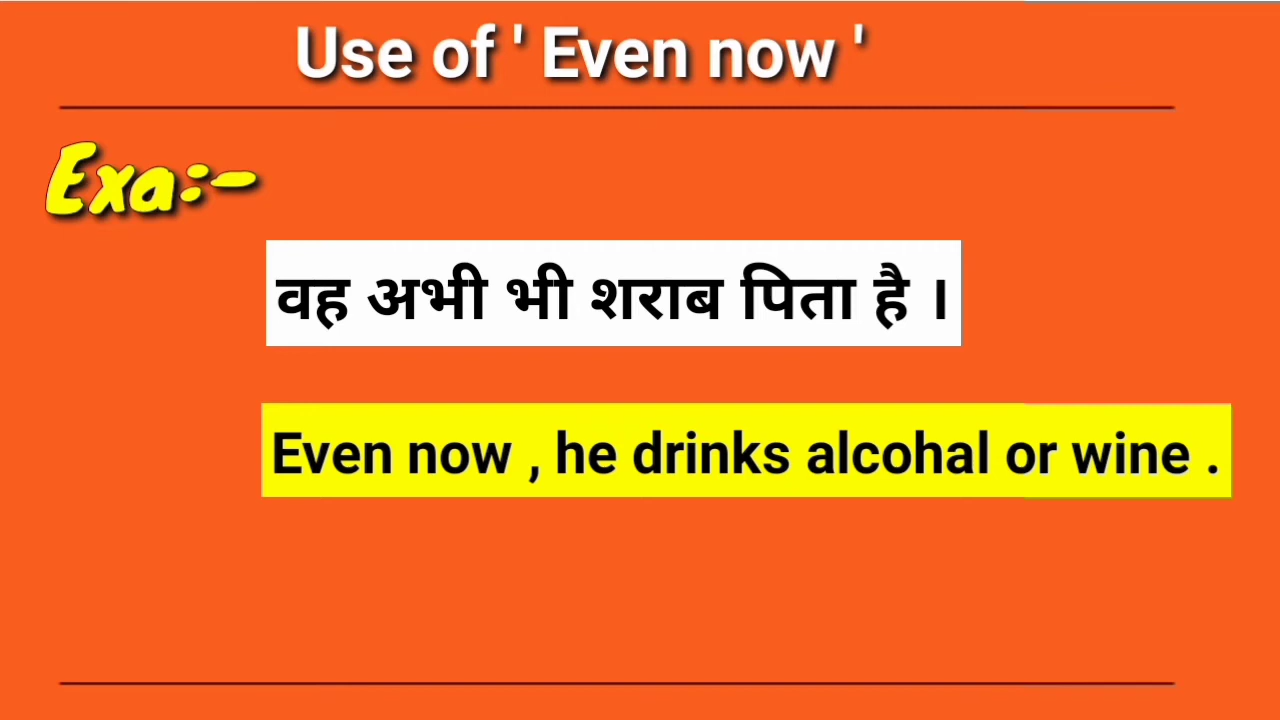 Use of ' Even now '
Exa:-
वह अभी भी शराब पिता है ।
Even now , he drinks alcohal or wine .